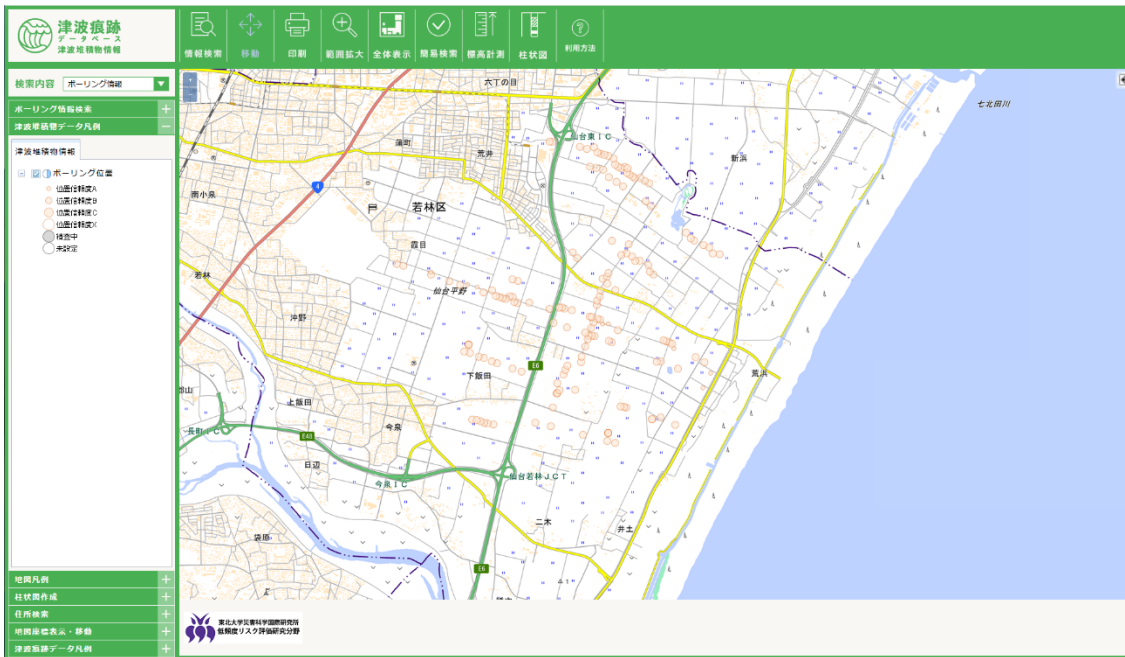 津波痕跡
データベース
津波堆積物情報
情報検索
移動
印刷
範囲拡大
全体表示
簡易検索
標高計測
柱状図
利用方法
検索内容
ボーリング情報
ボーリング情報検索
津波堆積物データ凡例
津波堆積物情報
ボーリング位置
位置信頼度A
位置信頼度B
位置信頼度C
位置信頼度X
精査中
未設定
地図凡例
柱状図作成
住所検索
地図座標表示・移動
津波痕跡データ凡例
六丁の目
七北田川
仙台東IC
蒲町
荒井
新浜
南小泉
4
若林区
霞目
若林
仙台平野
沖野
荒浜
E6
下飯田
郡山
上飯田
今泉
長町IC
E48
日辺
今泉IC
仙台若林JCT
二木
井土
袋原
E6
東北大学災害科学国際研究所
低頻度リスク評価研究分野